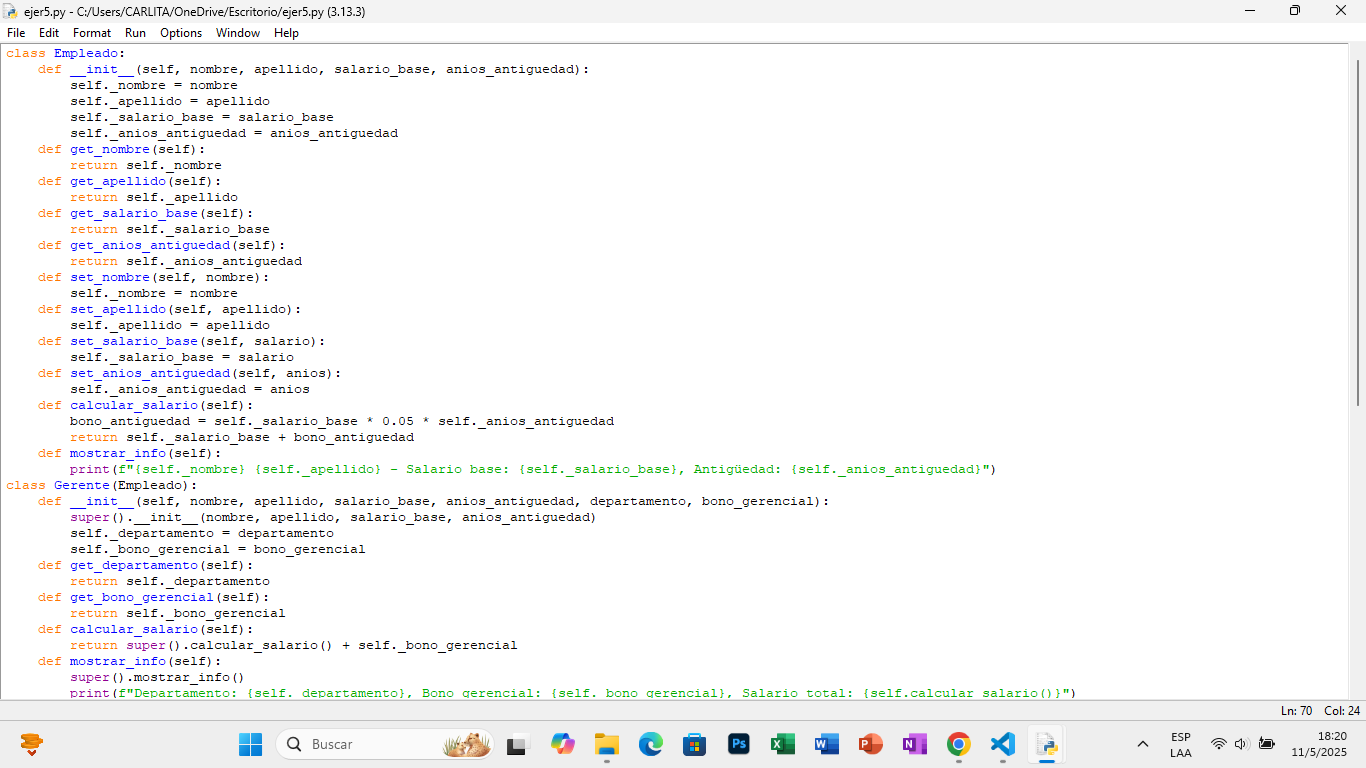 ejer5.py - C:/Users/CARLITA/OneDrive/Escritorio/ejer5.py (3.13.3)
File Edit Format Run Options Window Help
class Empleado:
    def __init__(self, nombre, apellido, salario_base, anios_antiguedad):
        self._nombre = nombre
        self._apellido = apellido
        self._salario_base = salario_base
        self._anios_antiguedad = anios_antiguedad
    def get_nombre(self):
        return self._nombre
    def get_apellido(self):
        return self._apellido
    def get_salario_base(self):
        return self._salario_base
    def get_anios_antiguedad(self):
        return self._anios_antiguedad
    def set_nombre(self, nombre):
        self._nombre = nombre
    def set_apellido(self, apellido):
        self._apellido = apellido
    def set_salario_base(self, salario):
        self._salario_base = salario
    def set_anios_antiguedad(self, anios):
        self._anios_antiguedad = anios
    def calcular_salario(self):
        bono_antiguedad = self._salario_base * 0.05 * self._anios_antiguedad
        return self._salario_base + bono_antiguedad
    def mostrar_info(self):
        print(f"{self._nombre} {self._apellido} - Salario base: {self._salario_base}, Antigüedad: {self._anios_antiguedad}")
class Gerente(Empleado):
    def __init__(self, nombre, apellido, salario_base, anios_antiguedad, departamento, bono_gerencial):
        super().__init__(nombre, apellido, salario_base, anios_antiguedad)
        self._departamento = departamento
        self._bono_gerencial = bono_gerencial
    def get_departamento(self):
        return self._departamento
    def get_bono_gerencial(self):
        return self._bono_gerencial
    def calcular_salario(self):
        return super().calcular_salario() + self._bono_gerencial
    def mostrar_info(self):
        super().mostrar_info()
        print(f"Departamento: {self._departamento}, Bono gerencial: {self._bono_gerencial}, Salario total: {self.calcular_salario()}")
Ln: 70 Col: 24
Buscar
Ps
ESP
LAA
18:20
11/5/2025